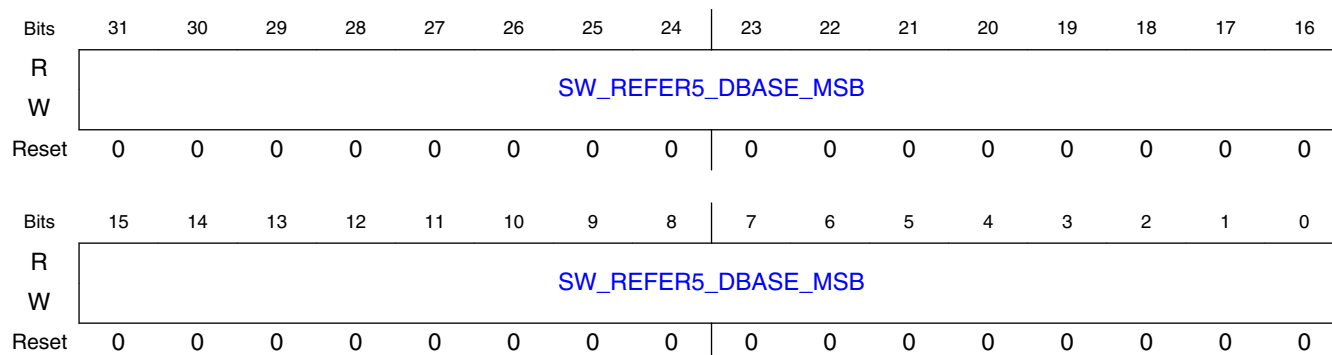 Bits 31 30 29 28 27 26 25 24 23 22 21 20 19 18 17 16
R
SW_REFER5_DBASE_MSB
W
Reset 0 0 0 0 0 0 0 0 0 0 0 0 0 0 0 0
Bits 15 14 13 12 11 10 9 8 7 6 5 4 3 2 1 0
R
SW_REFER5_DBASE_MSB
W
Reset 0 0 0 0 0 0 0 0 0 0 0 0 0 0 0 0